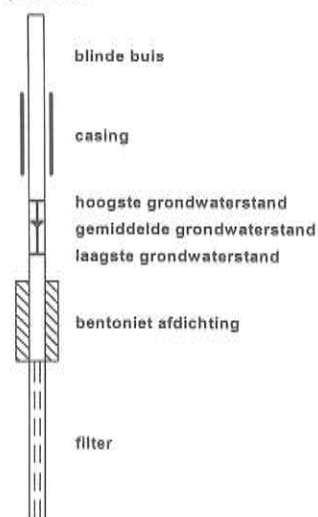 blinde buis
casing
hoogste grondwaterstand
gemiddelde grondwaterstand
laagste grondwaterstand
bentoniet afdichting
filter